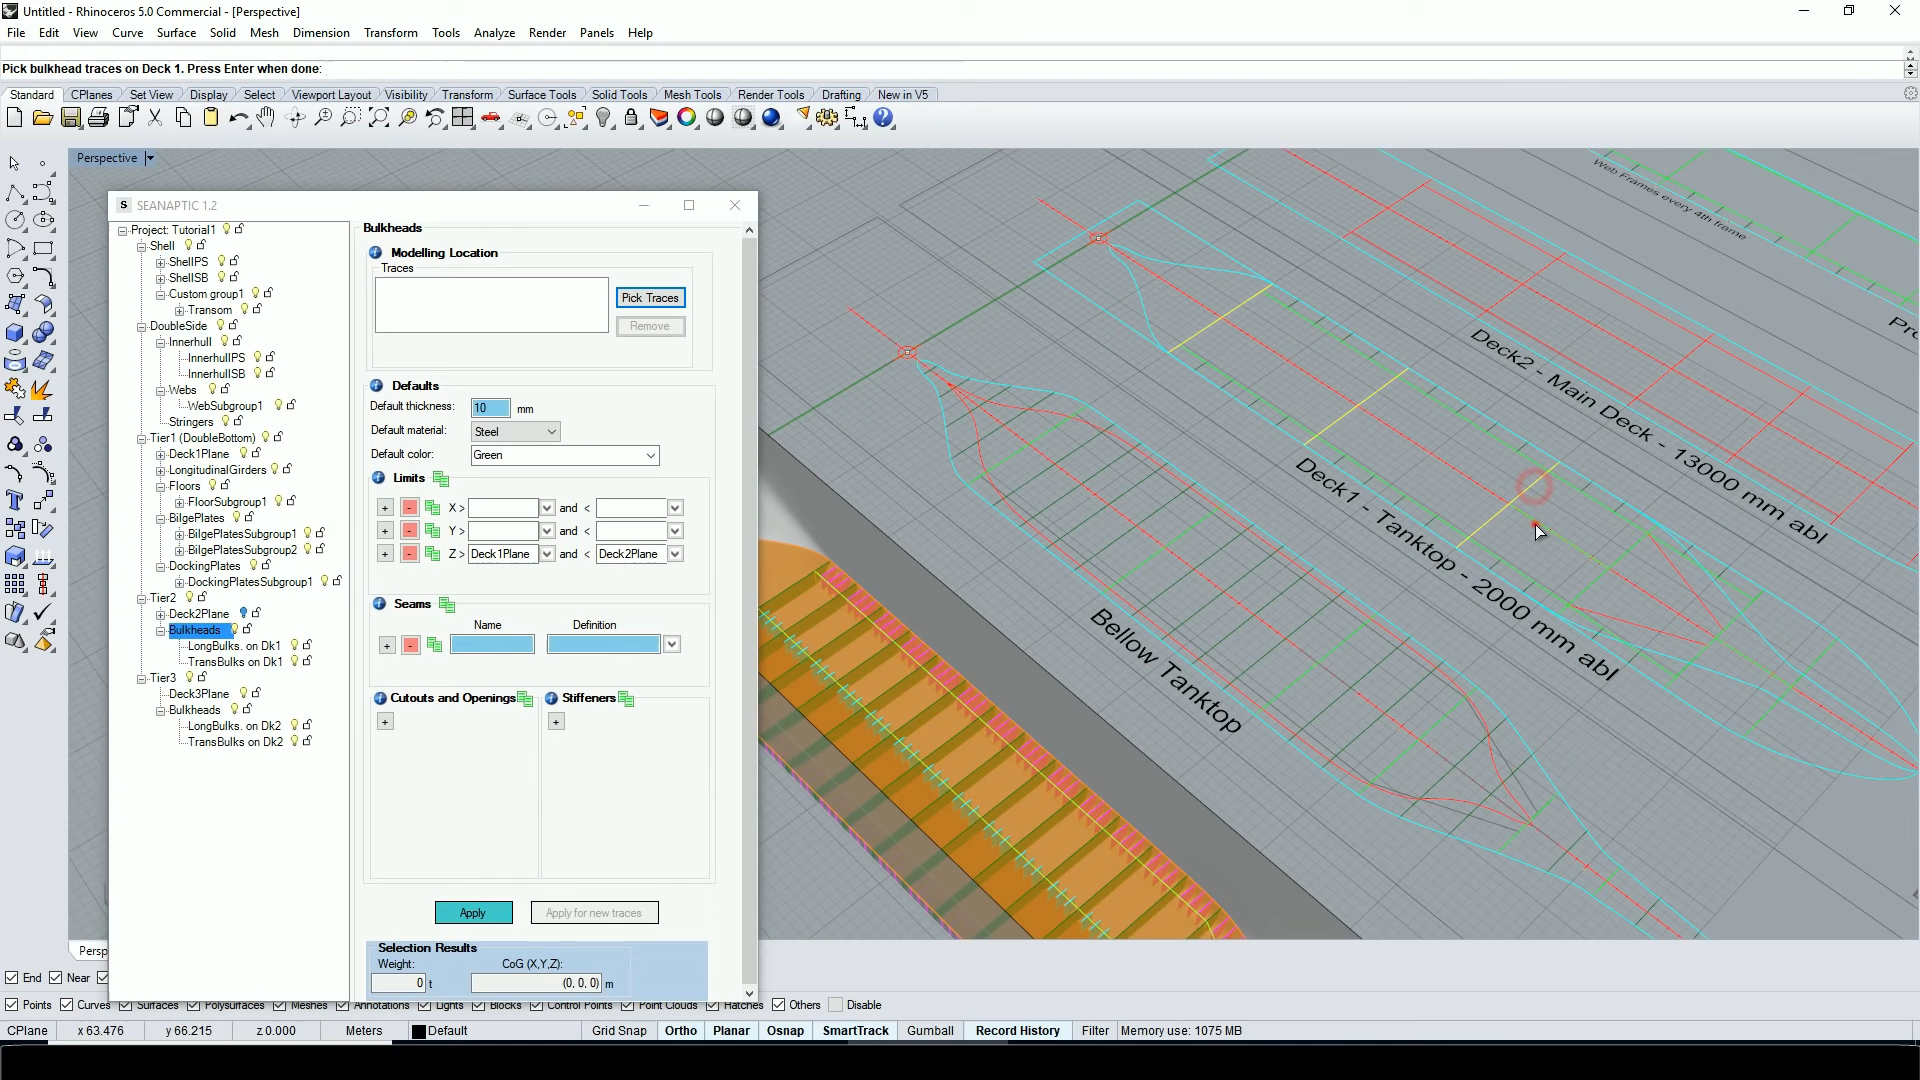 Untitled - Rhinoceros 5.0 Commercial - [Perspective]
File Edit View Curve Surface Solid Mesh Dimension Transform Tools Analyze Render Panels Help
Pick bulkhead traces on Deck 1. Press Enter when done:
Standard CPlanes Set View Display Select Viewport Layout Visibility Transform Surface Tools Solid Tools Mesh Tools Render Tools Drafting New in V5
Perspective
S SEANAPTIC 1.2
Project: Tutorial1
Shell
ShellPS
ShellSB
Custom group1
Transom
DoubleSide
Innerhull
InnerhullPS
InnerhullSB
Webs
WebSubgroup1
Stringers
Tier1 (DoubleBottom)
Deck1Plane
LongitudinalGirders
Floors
FloorSubgroup1
BilgePlates
BilgePlatesSubgroup1
BilgePlatesSubgroup2
DockingPlates
DockingPlatesSubgroup1
Tier2
Deck2Plane
Bulkheads
LongBulks. on Dk1
TransBulks on Dk1
Tier3
Deck3Plane
Bulkheads
LongBulks. on Dk2
TransBulks on Dk2
Bulkheads
Modelling Location
Traces
Pick Traces
Remove
Defaults
Default thickness: 10 mm
Default material: Steel
Default color: Green
Limits
+ - X > and <
+ - Y > and <
+ - Z > Deck1Plane and < Deck2Plane
Seams
Name Definition
+ -
Cutouts and Openings Stiffeners
+ +
Apply Apply for new traces
Selection Results
Weight: CoG (X,Y,Z):
0 t (0, 0, 0) m
Web Frames every 4th frame
Deck2 - Main Deck - 13000 mm abl
Deck1 - Tanktop - 2000 mm abl
Bellow Tanktop
Persp
End Near
Points Curves Surfaces Polysurfaces Meshes Annotations Lights Blocks Control Points Point Clouds Hatches Others Disable
CPlane x 63.476 y 66.215 z 0.000 Meters Default Grid Snap Ortho Planar Osnap SmartTrack Gumball Record History Filter Memory use: 1075 MB